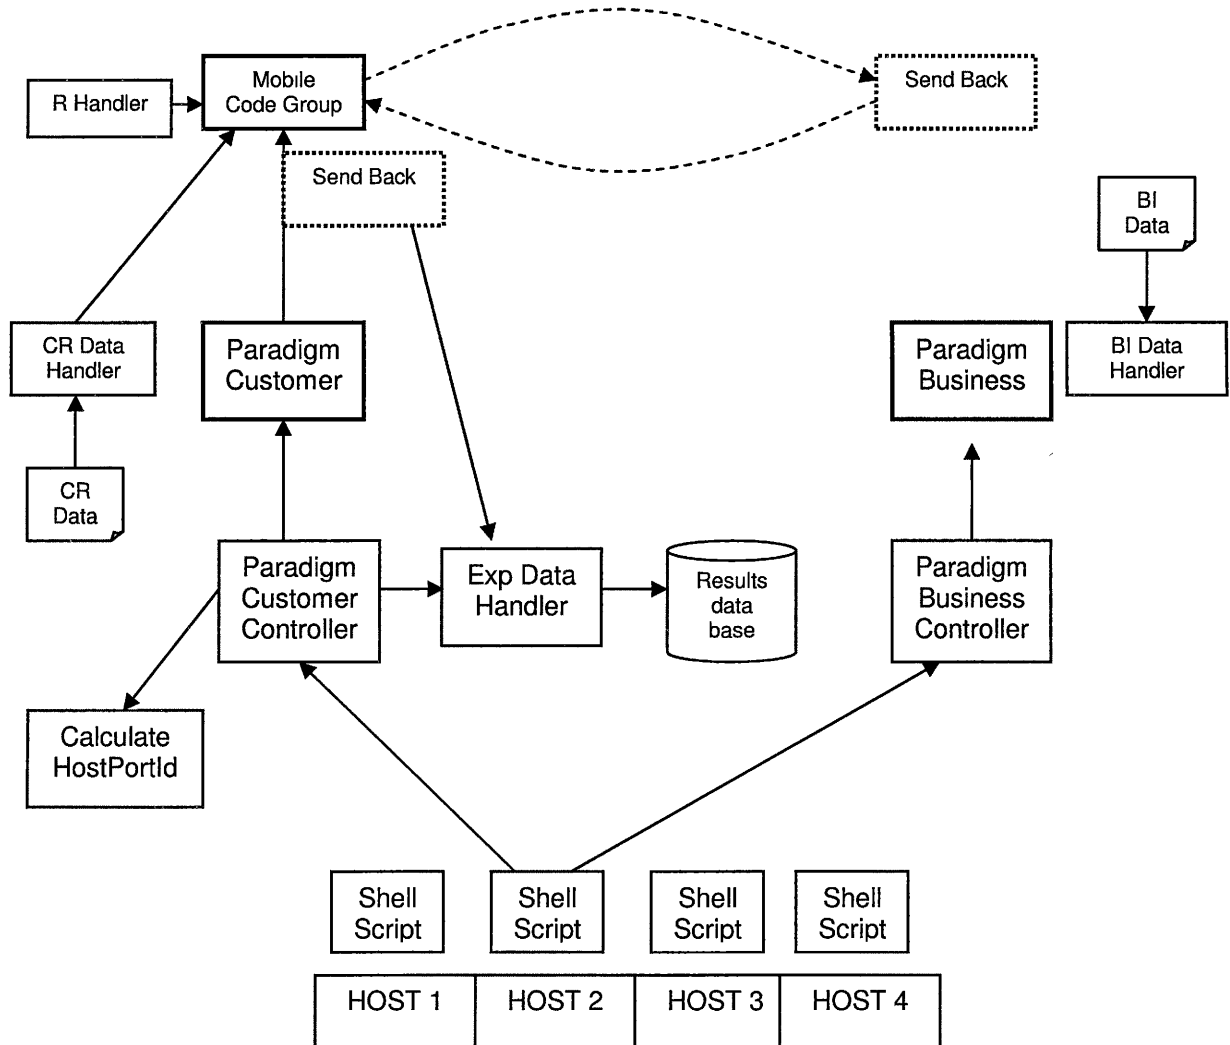 Mobile
Code Group
Send Back
R Handler
Send Back
BI
Data
CR Data
Handler
Paradigm
Customer
Paradigm
Business
BI Data
Handler
CR
Data
Paradigm
Customer
Controller
Exp Data
Handler
Results
data
base
Paradigm
Business
Controller
Calculate
HostPortId
Shell
Script
Shell
Script
Shell
Script
Shell
Script
HOST 1
HOST 2
HOST 3
HOST 4